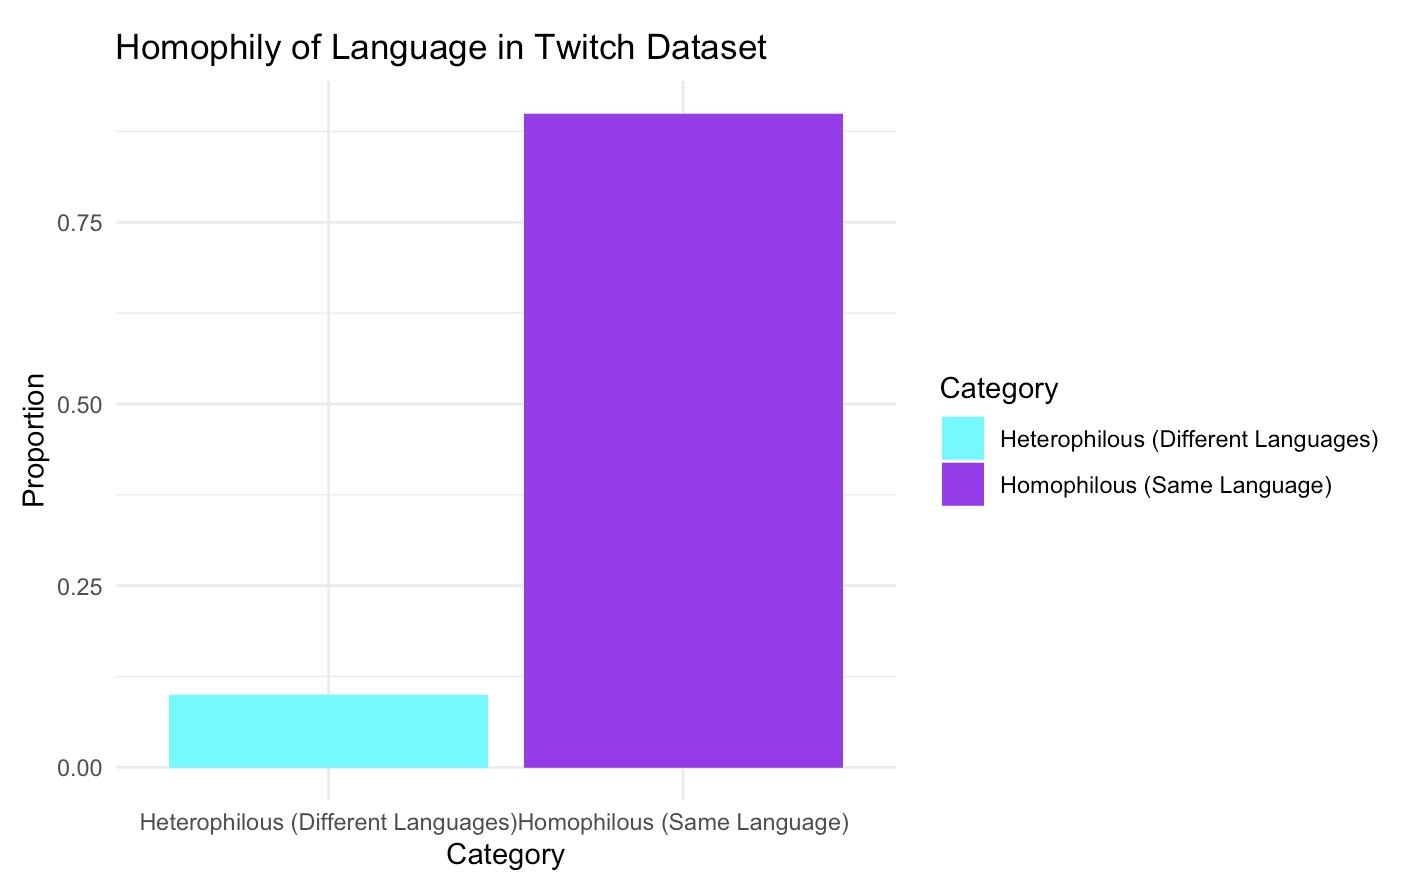 Homophily of Language in Twitch Dataset
Proportion
0.75
0.50
0.25
0.00
Heterophilous (Different Languages)
Homophilous (Same Language)
Category
Category
Heterophilous (Different Languages)
Homophilous (Same Language)